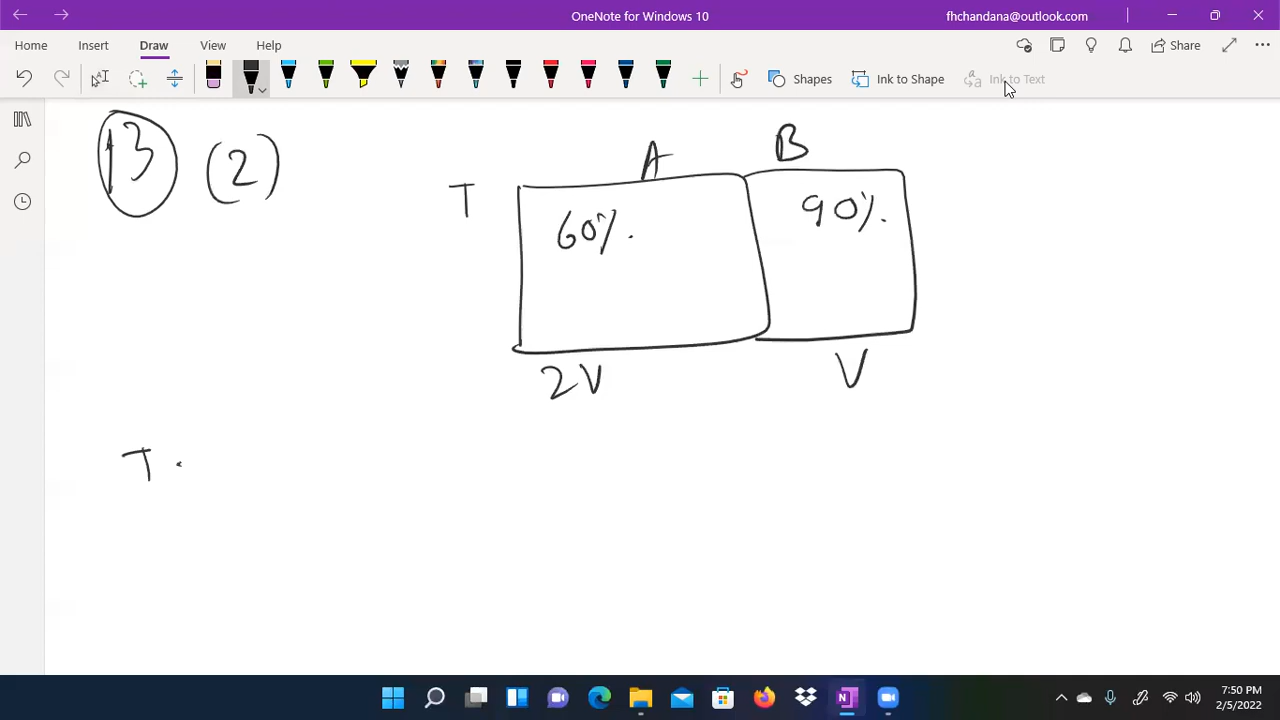 OneNote for Windows 10
fhchandana@outlook.com
Home Insert Draw View Help
Share
Shapes Ink to Shape Ink to Text
13 (2)
A B
T 60%. 90%.
2V V
T
7:50 PM
2/5/2022